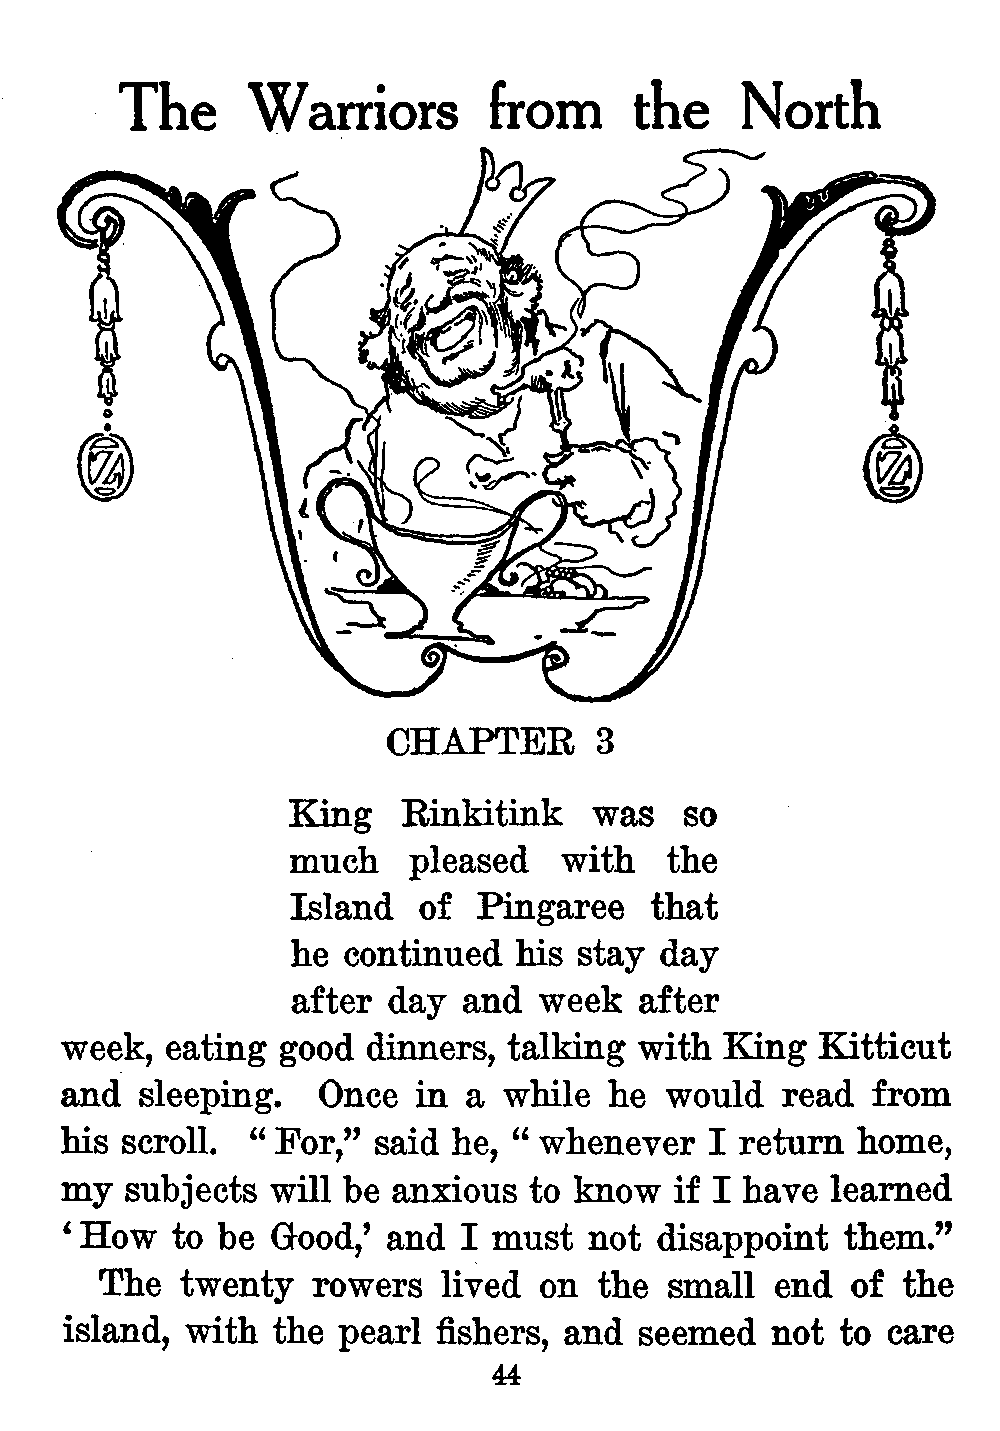 The Warriors from the North
OZ
OZ
CHAPTER 3
King Rinkitink was so
much pleased with the
Island of Pingaree that
he continued his stay day
after day and week after
week, eating good dinners, talking with King Kitticut
and sleeping. Once in a while he would read from
his scroll. “ For,” said he, “ whenever I return home,
my subjects will be anxious to know if I have learned
‘ How to be Good,’ and I must not disappoint them.”
The twenty rowers lived on the small end of the
island, with the pearl fishers, and seemed not to care
44